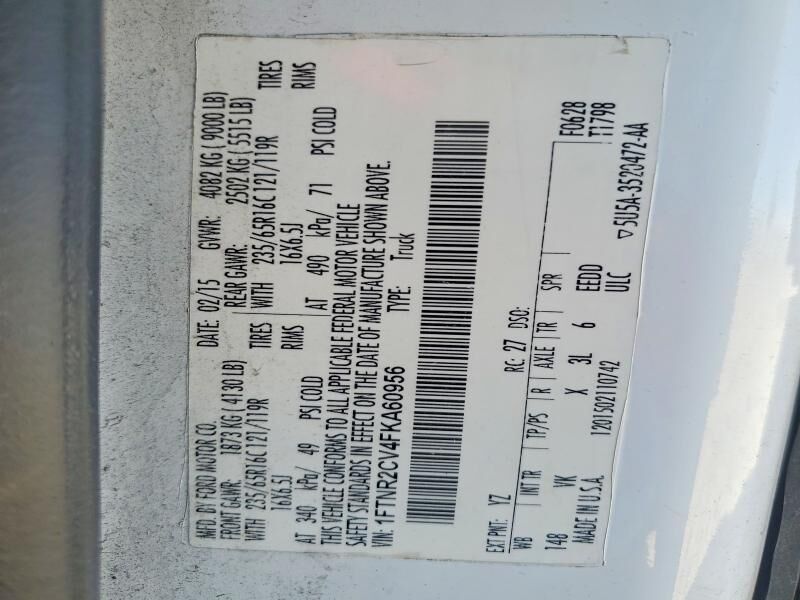 MFD. BY FORD MOTOR CO.
DATE: 02/15 GVWR: 4082 KG ( 9000 LB)
FRONT GAWR: 1873 KG ( 4130 LB) REAR GAWR: 2502 KG ( 5515 LB)
WITH 235/65R16C 121/119R TIRES WITH 235/65R16C 121/119R TIRES
16X6.5J RIMS 16X6.5J RIMS
AT 340 kPa/ 49 PSI COLD AT 490 kPa/ 71 PSI COLD
THIS VEHICLE CONFORMS TO ALL APPLICABLE FEDERAL MOTOR VEHICLE
SAFETY STANDARDS IN EFFECT ON THE DATE OF MANUFACTURE SHOWN ABOVE.
VIN: 1FTNR2CV4FKA60956 TYPE: Truck
F0628
T1798
EXT PNT: YZ RC: 27 DSO:
WB INT TR TP/PS R AXLE TR SPR
148 VK X 3L 6 EEDD
MADE IN U.S.A. 1201502110742 ULC
▽5U5A-3520472-AA